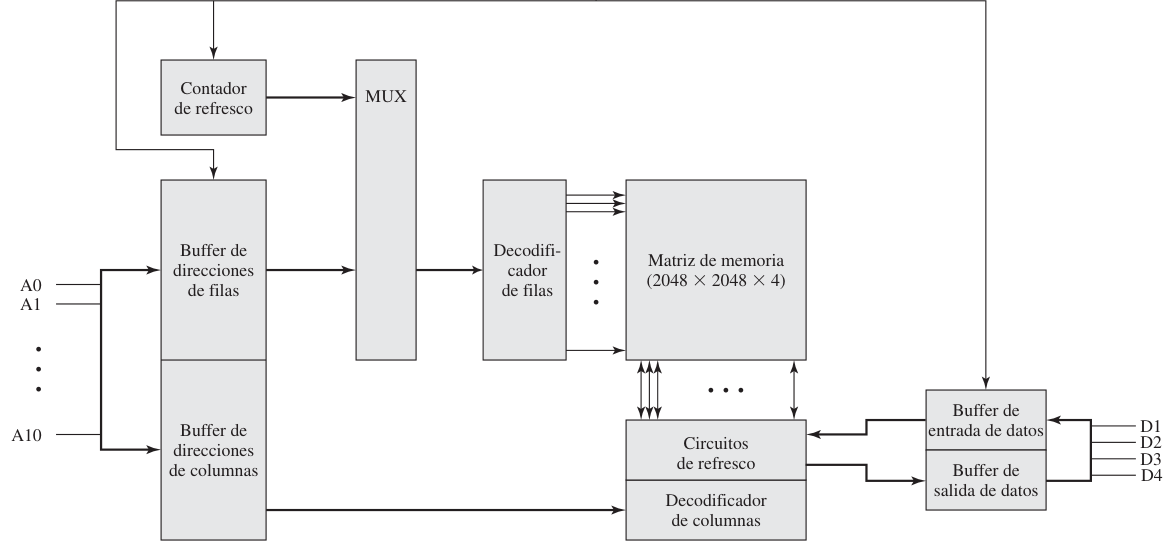 Contador
de refresco
MUX
Buffer de
direcciones
de filas
Decodifi-
cador
de filas
Matriz de memoria
(2048 × 2048 × 4)
A0
A1
A10
Buffer de
direcciones
de columnas
Circuitos
de refresco
Decodificador
de columnas
Buffer de
entrada de datos
Buffer de
salida de datos
D1
D2
D3
D4